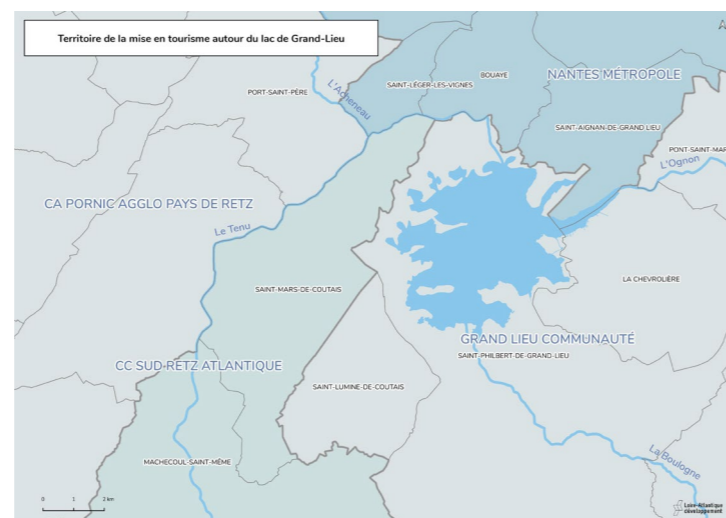 Territoire de la mise en tourisme autour du lac de Grand-Lieu
PORT-SAINT-PÈRE
L'Acheneau
SAINT-LÉGER-LES-VIGNES
BOUAYE
NANTES MÉTROPOLE
SAINT-AIGNAN-DE-GRAND LIEU
PONT-SAINT-MAR
L'Ognon
CA PORNIC AGGLO PAYS DE RETZ
Le Tenu
SAINT-MARS-DE-COUTAIS
LA CHEVROLIÈRE
GRAND LIEU COMMUNAUTÉ
SAINT-PHILBERT-DE-GRAND-LIEU
CC SUD-RETZ ATLANTIQUE
SAINT-LUMINE-DE-COUTAIS
MACHECOUL-SAINT-MÊME
La Boulogne
0 1 2 km
Loire-Atlantique
développement